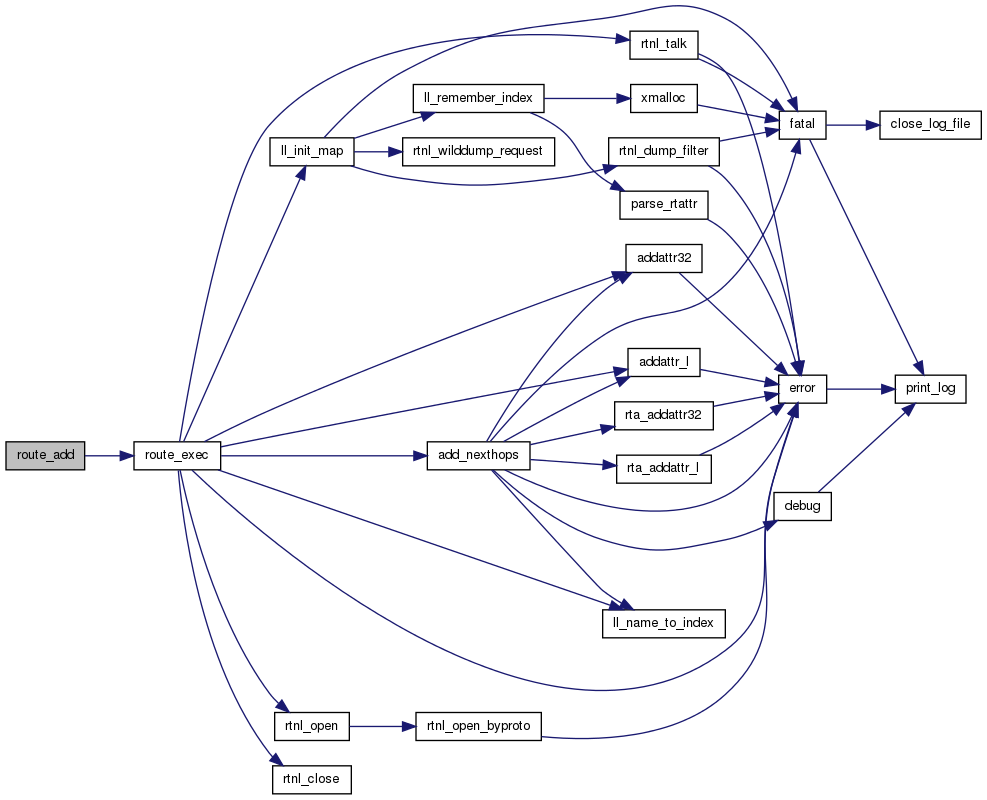 rtnl_talk
ll_remember_index
xmalloc
fatal
close_log_file
ll_init_map
rtnl_wilddump_request
rtnl_dump_filter
parse_rtattr
addattr32
addattr_l
error
print_log
rta_addattr32
route_add
route_exec
add_nexthops
rta_addattr_l
debug
ll_name_to_index
rtnl_open
rtnl_open_byproto
rtnl_close